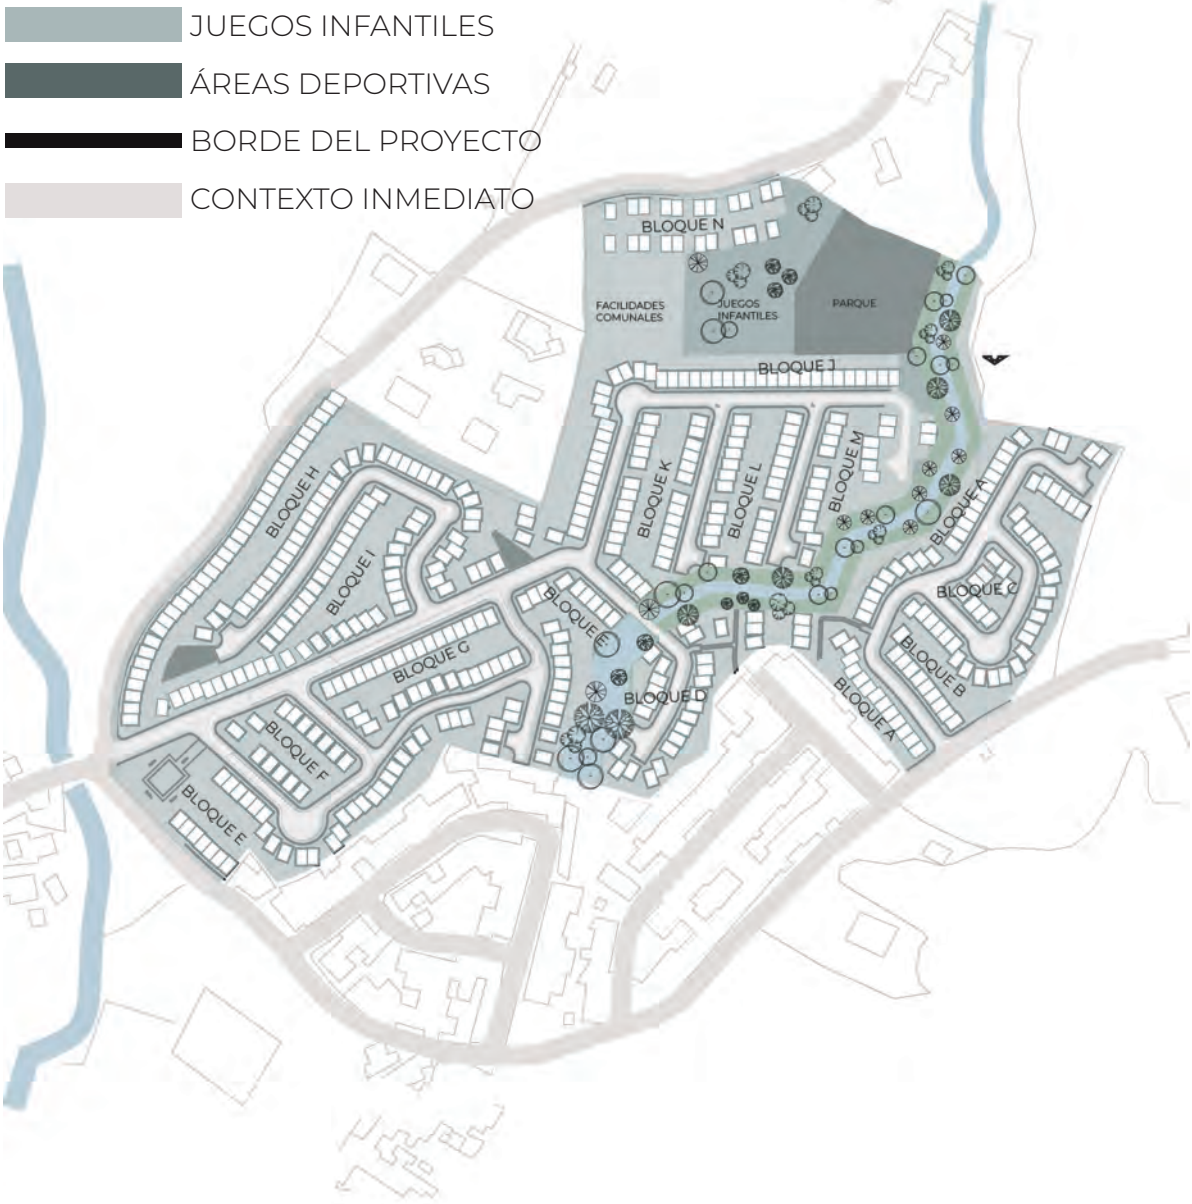 JUEGOS INFANTILES
ÁREAS DEPORTIVAS
BORDE DEL PROYECTO
CONTEXTO INMEDIATO
BLOQUE N
FACILIDADES
COMUNALES
JUEGOS
INFANTILES
PARQUE
BLOQUE J
BLOQUE H
BLOQUE K
BLOQUE L
BLOQUE M
BLOQUE A
BLOQUE I
BLOQUE C
BLOQUE E
BLOQUE G
BLOQUE D
BLOQUE B
BLOQUE A
BLOQUE F
BLOQUE E